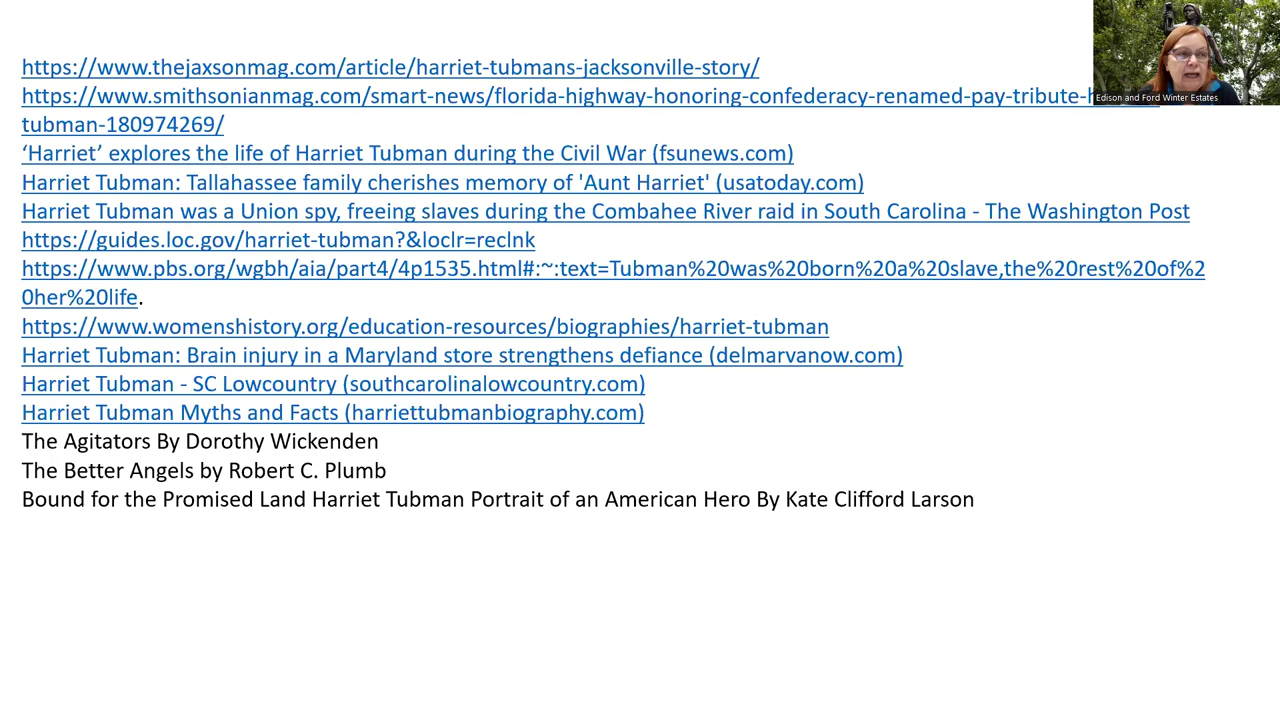 https://www.thejaxsonmag.com/article/harriet-tubmans-jacksonville-story/
https://www.smithsonianmag.com/smart-news/florida-highway-honoring-confederacy-renamed-pay-tribute-
tubman-180974269/
‘Harriet’ explores the life of Harriet Tubman during the Civil War (fsunews.com)
Harriet Tubman: Tallahassee family cherishes memory of 'Aunt Harriet' (usatoday.com)
Harriet Tubman was a Union spy, freeing slaves during the Combahee River raid in South Carolina - The Washington Post
https://guides.loc.gov/harriet-tubman?&loclr=reclnk
https://www.pbs.org/wgbh/aia/part4/4p1535.html#:~:text=Tubman%20was%20born%20a%20slave,the%20rest%20of%2
0her%20life.
https://www.womenshistory.org/education-resources/biographies/harriet-tubman
Harriet Tubman: Brain injury in a Maryland store strengthens defiance (delmarvanow.com)
Harriet Tubman - SC Lowcountry (southcarolinalowcountry.com)
Harriet Tubman Myths and Facts (harriettubmanbiography.com)
The Agitators By Dorothy Wickenden
The Better Angels by Robert C. Plumb
Bound for the Promised Land Harriet Tubman Portrait of an American Hero By Kate Clifford Larson
Edison and Ford Winter Estates